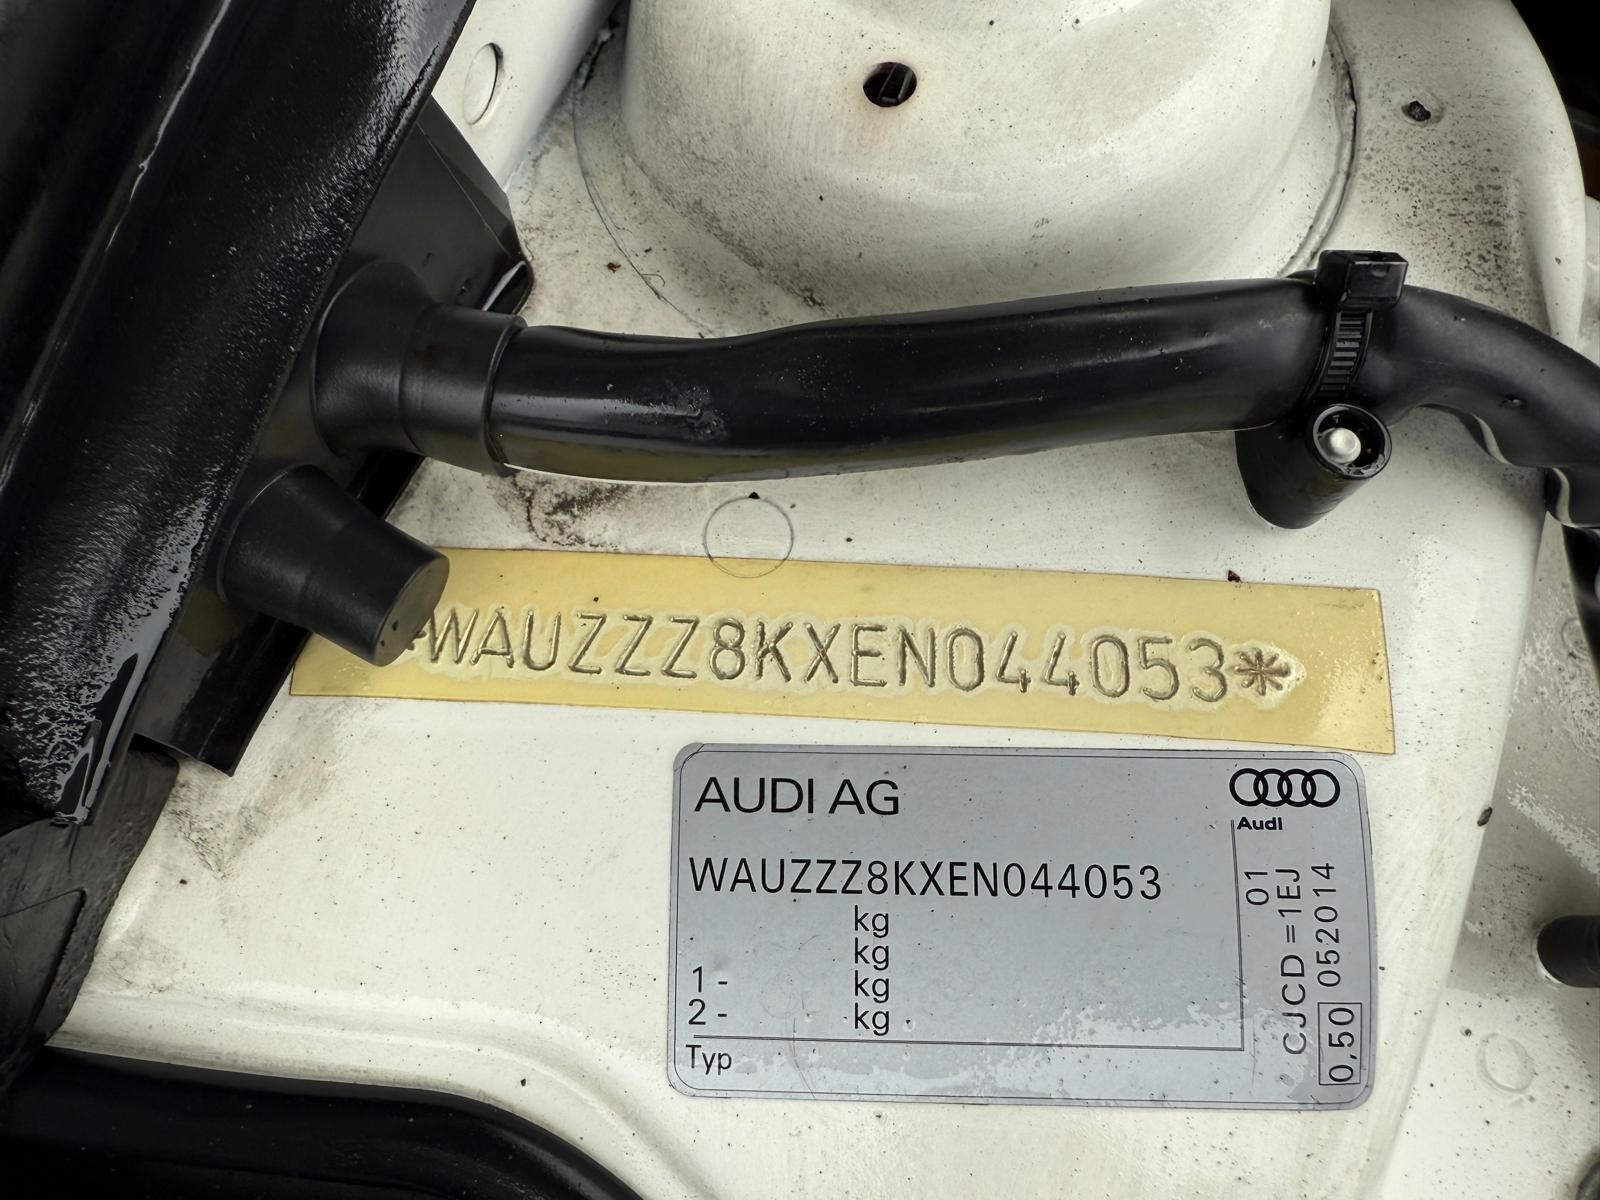 *WAUZZZ8KXEN044053*
AUDI AG
Audi
WAUZZZ8KXEN044053
kg
kg
1 - kg
2 - kg
Typ
01
CJCD =1EJ
0,50 052014